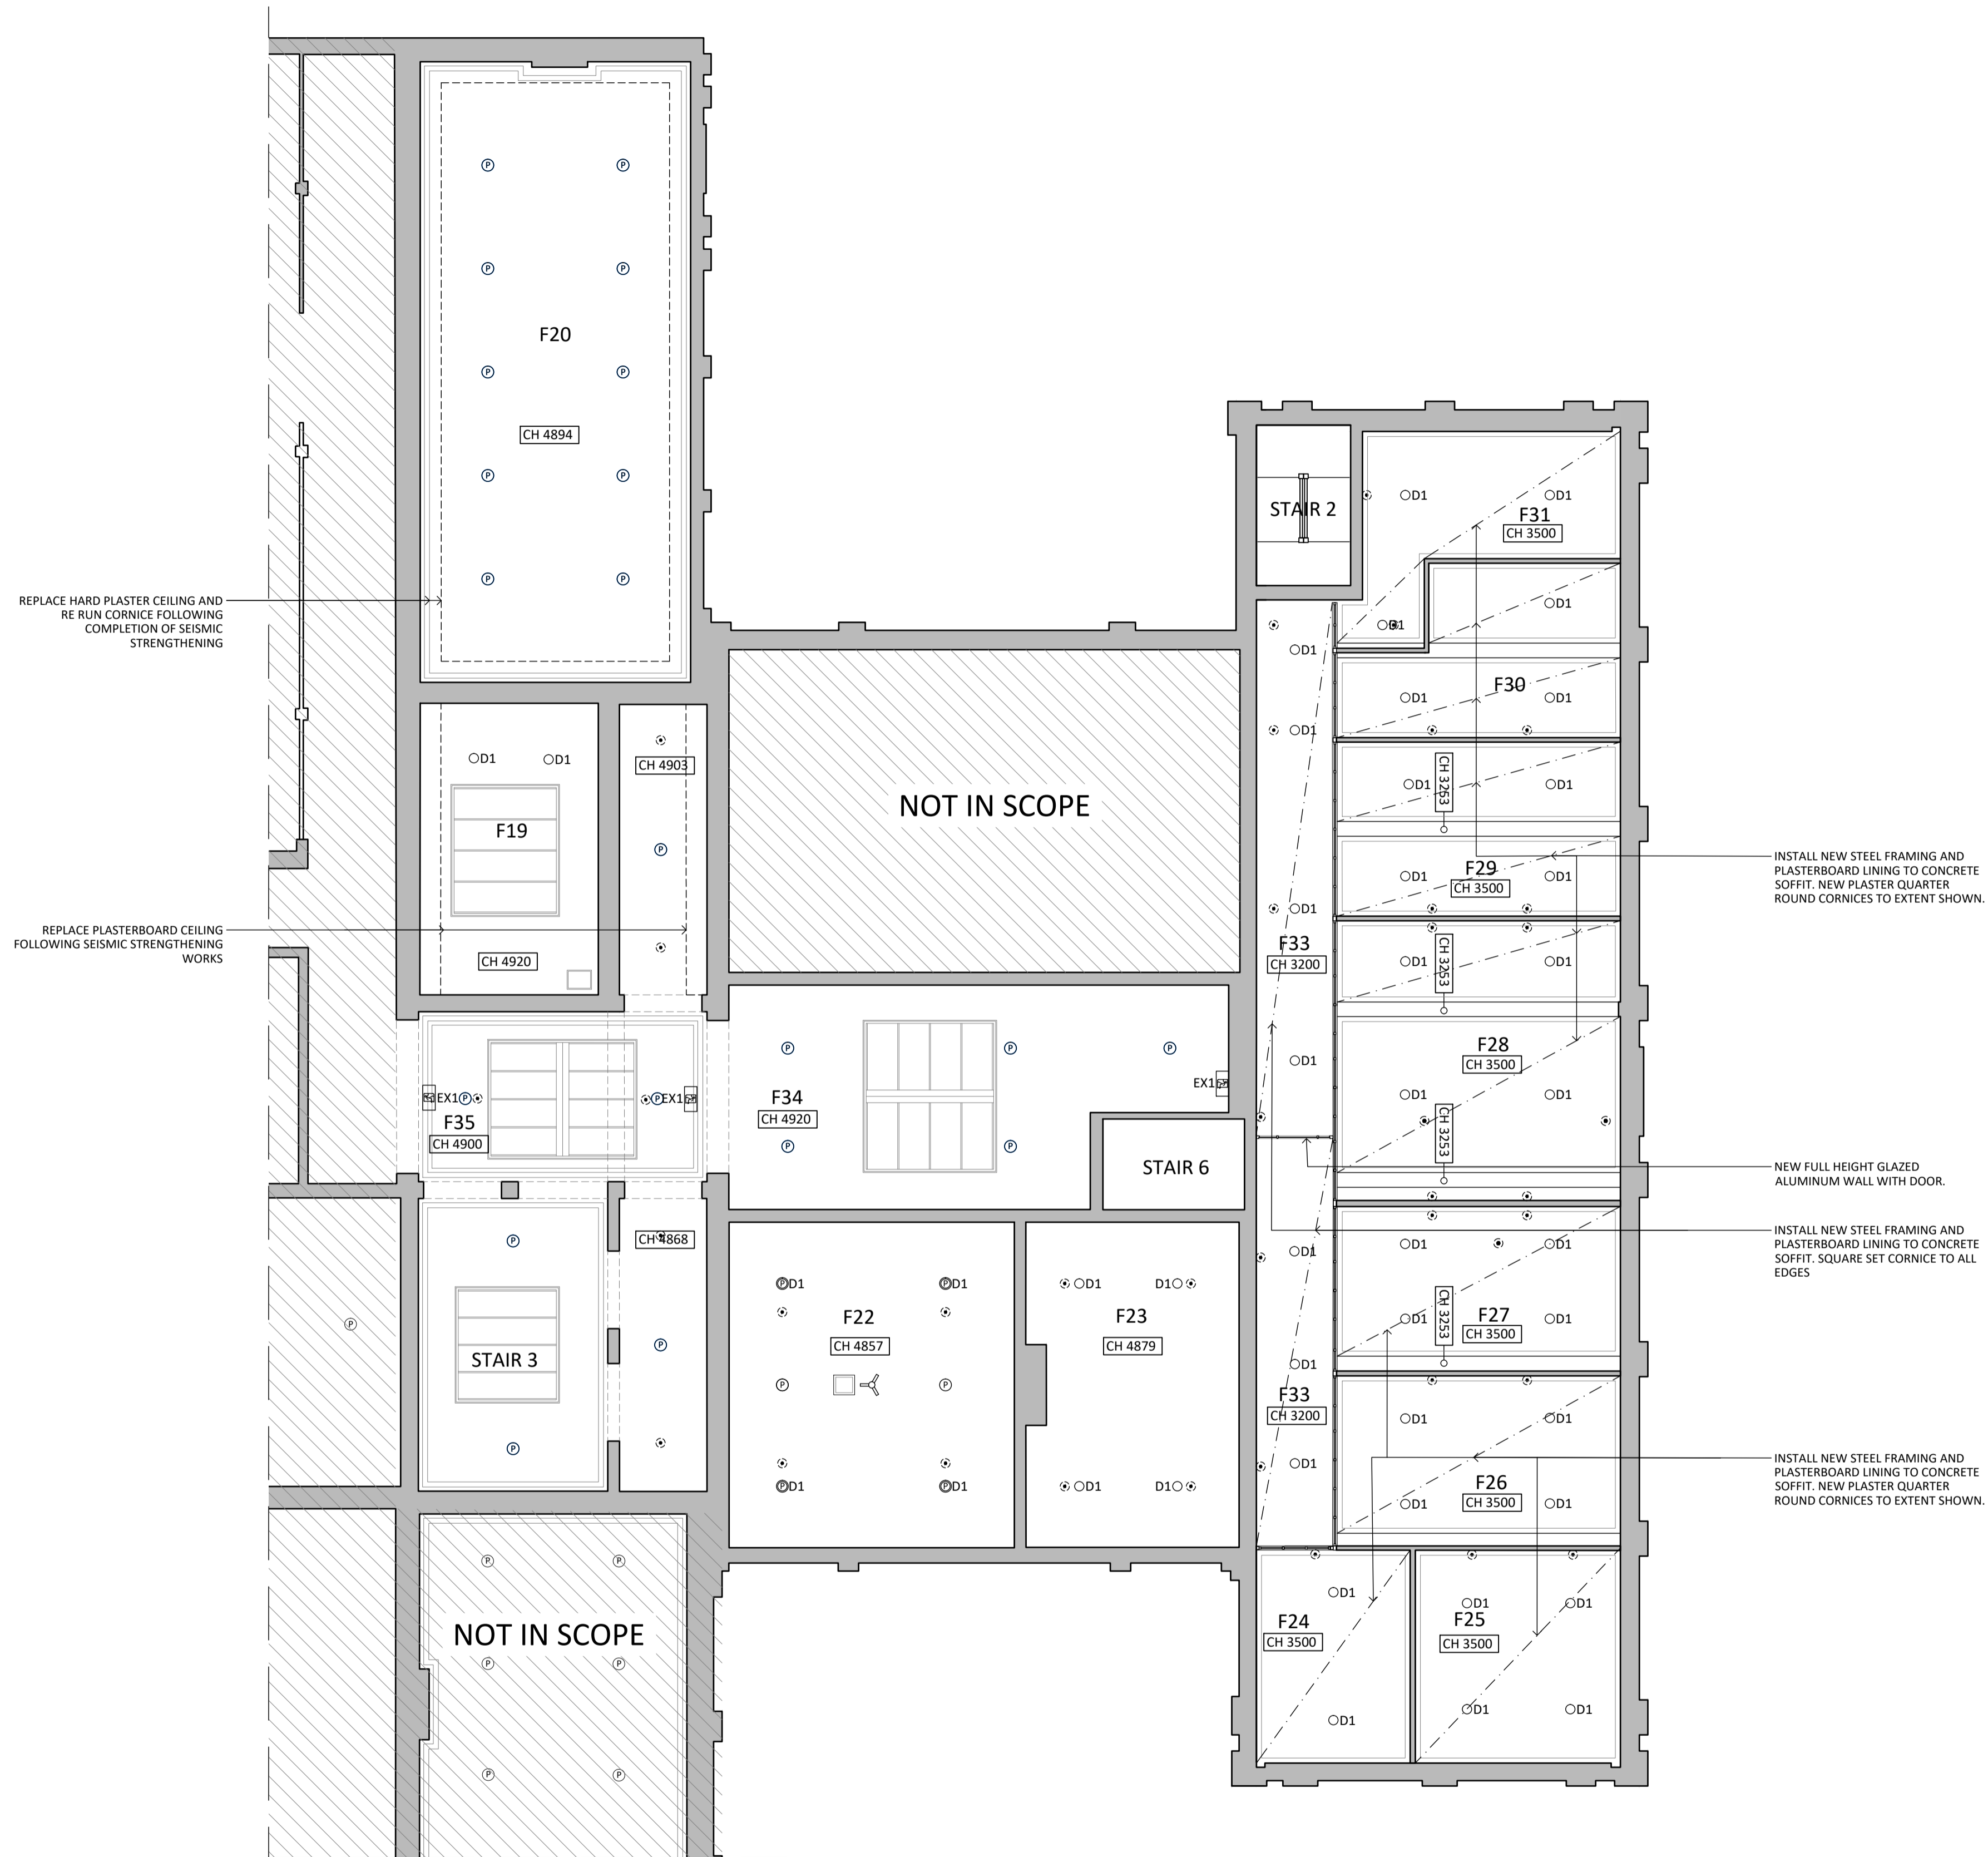 F20
CH 4894
REPLACE HARD PLASTER CEILING AND
RE RUN CORNICE FOLLOWING
COMPLETION OF SEISMIC
STRENGTHENING
P
P
P
P
P
P
P
P
P
P
D1
D1
F19
CH 4920
CH 4903
P
REPLACE PLASTERBOARD CEILING
FOLLOWING SEISMIC STRENGTHENING
WORKS
NOT IN SCOPE
EX1
P
P
EX1
F35
CH 4900
P
P
P
EX1
F34
CH 4920
P
P
STAIR 6
CH 4868
P
P
STAIR 3
P
P
P
D1
P
D1
F22
CH 4857
P
P
P
D1
P
D1
D1
D1
F23
CH 4879
D1
D1
NOT IN SCOPE
P
P
P
P
P
P
STAIR 2
D1
D1
F31
CH 3500
D1
D1
D1
D1
D1
F30
D1
D1
CH 3253
D1
D1
F29
CH 3500
D1
D1
D1
F33
CH 3200
D1
CH 3253
D1
D1
F28
CH 3500
D1
D1
CH 3253
D1
D1
D1
CH 3253
D1
F27
CH 3500
D1
D1
F33
CH 3200
D1
D1
D1
F26
CH 3500
D1
D1
D1
F24
CH 3500
D1
D1
D1
F25
CH 3500
D1
D1
INSTALL NEW STEEL FRAMING AND
PLASTERBOARD LINING TO CONCRETE
SOFFIT. NEW PLASTER QUARTER
ROUND CORNICES TO EXTENT SHOWN.
NEW FULL HEIGHT GLAZED
ALUMINUM WALL WITH DOOR.
INSTALL NEW STEEL FRAMING AND
PLASTERBOARD LINING TO CONCRETE
SOFFIT. SQUARE SET CORNICE TO ALL
EDGES
INSTALL NEW STEEL FRAMING AND
PLASTERBOARD LINING TO CONCRETE
SOFFIT. NEW PLASTER QUARTER
ROUND CORNICES TO EXTENT SHOWN.